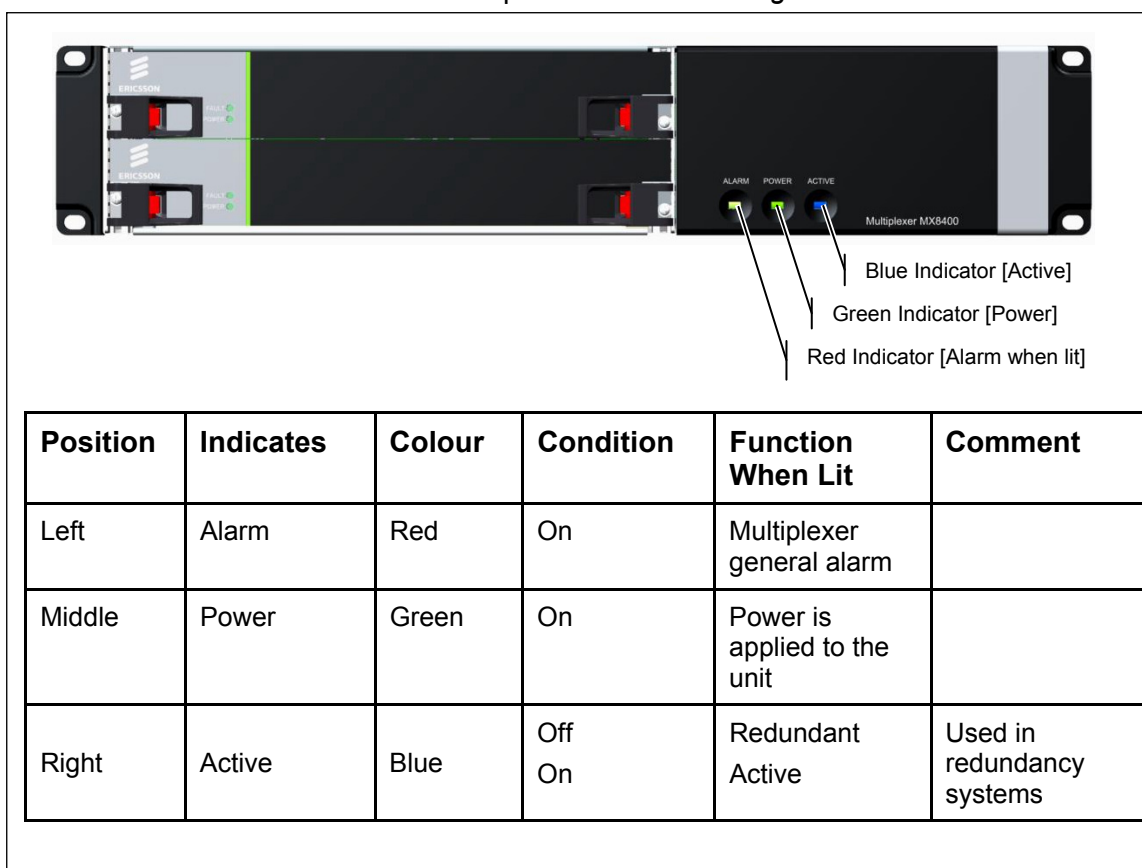 ERICSSON
FAULT
POWER
ERICSSON
FAULT
POWER
ALARM POWER ACTIVE
Multiplexer MX8400
Blue Indicator [Active]
Green Indicator [Power]
Red Indicator [Alarm when lit]
Position Indicates Colour Condition Function When Lit Comment
Left Alarm Red On Multiplexer general alarm
Middle Power Green On Power is applied to the unit
Right Active Blue Off Redundant Used in redundancy systems
On Active